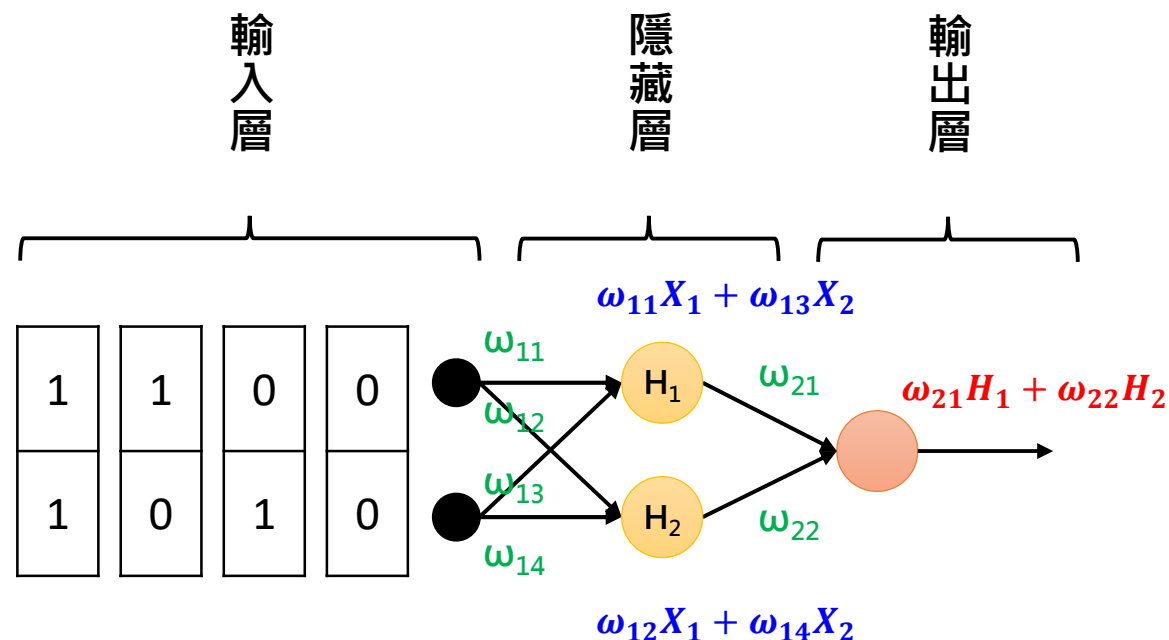 輸入層
隱藏層
輸出層
ω₁₁X₁ + ω₁₃X₂
1 1 0 0
ω₁₁
H₁
ω₂₁
ω₂₁H₁ + ω₂₂H₂
ω₁₂
ω₁₃
1 0 1 0
H₂
ω₂₂
ω₁₄
ω₁₂X₁ + ω₁₄X₂